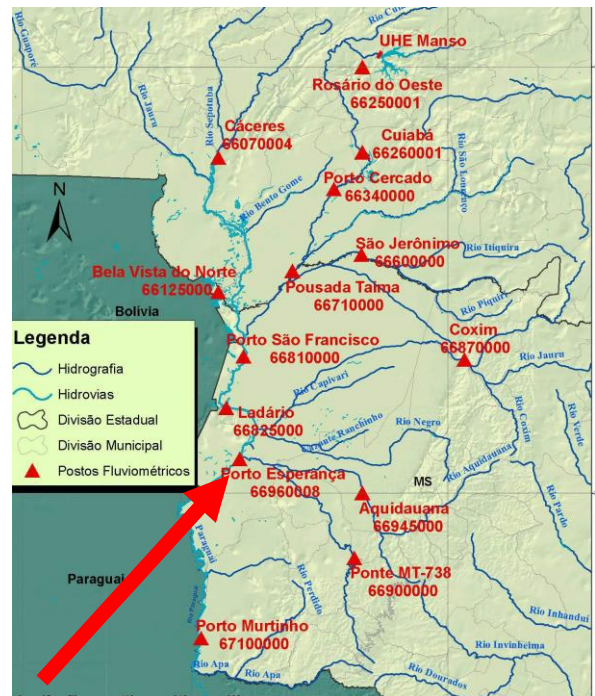 Rio Cuia
UHE Manso
Rio Guaporé
Rosário do Oeste
66250001
Rio Jauru
Rio Sepotuba
Cáceres
66070004
Cuiabá
66260001
Rio São Lourenço
Porto Cercado
66340000
N
Rio Bento Gome
São Jerônimo
66600000
Rio Itiquira
Bela Vista do Norte
66125000
Pousada Taima
66710000
Rio Piquiri
Bolivia
Coxim
66870000
Legenda
Hidrografia
Hidrovias
Divisão Estadual
Divisão Municipal
Postos Fluviométricos
Porto São Francisco
66810000
Rio Jauru
Rio Capivari
Ladário
66825000
Rio Negro
Rio Coxim
Rio Verde
Rio Aquidauana
Porto Esperança
66960008
MS
Aquidauana
66945000
Rio Pardo
Paraguai
Ponte MT-738
66900000
Paraguai
Rio Perdido
Rio Inhandui
Porto Murtinho
67100000
Rio Invinheima
Rio Apa
Rio Apa
Rio Dourados